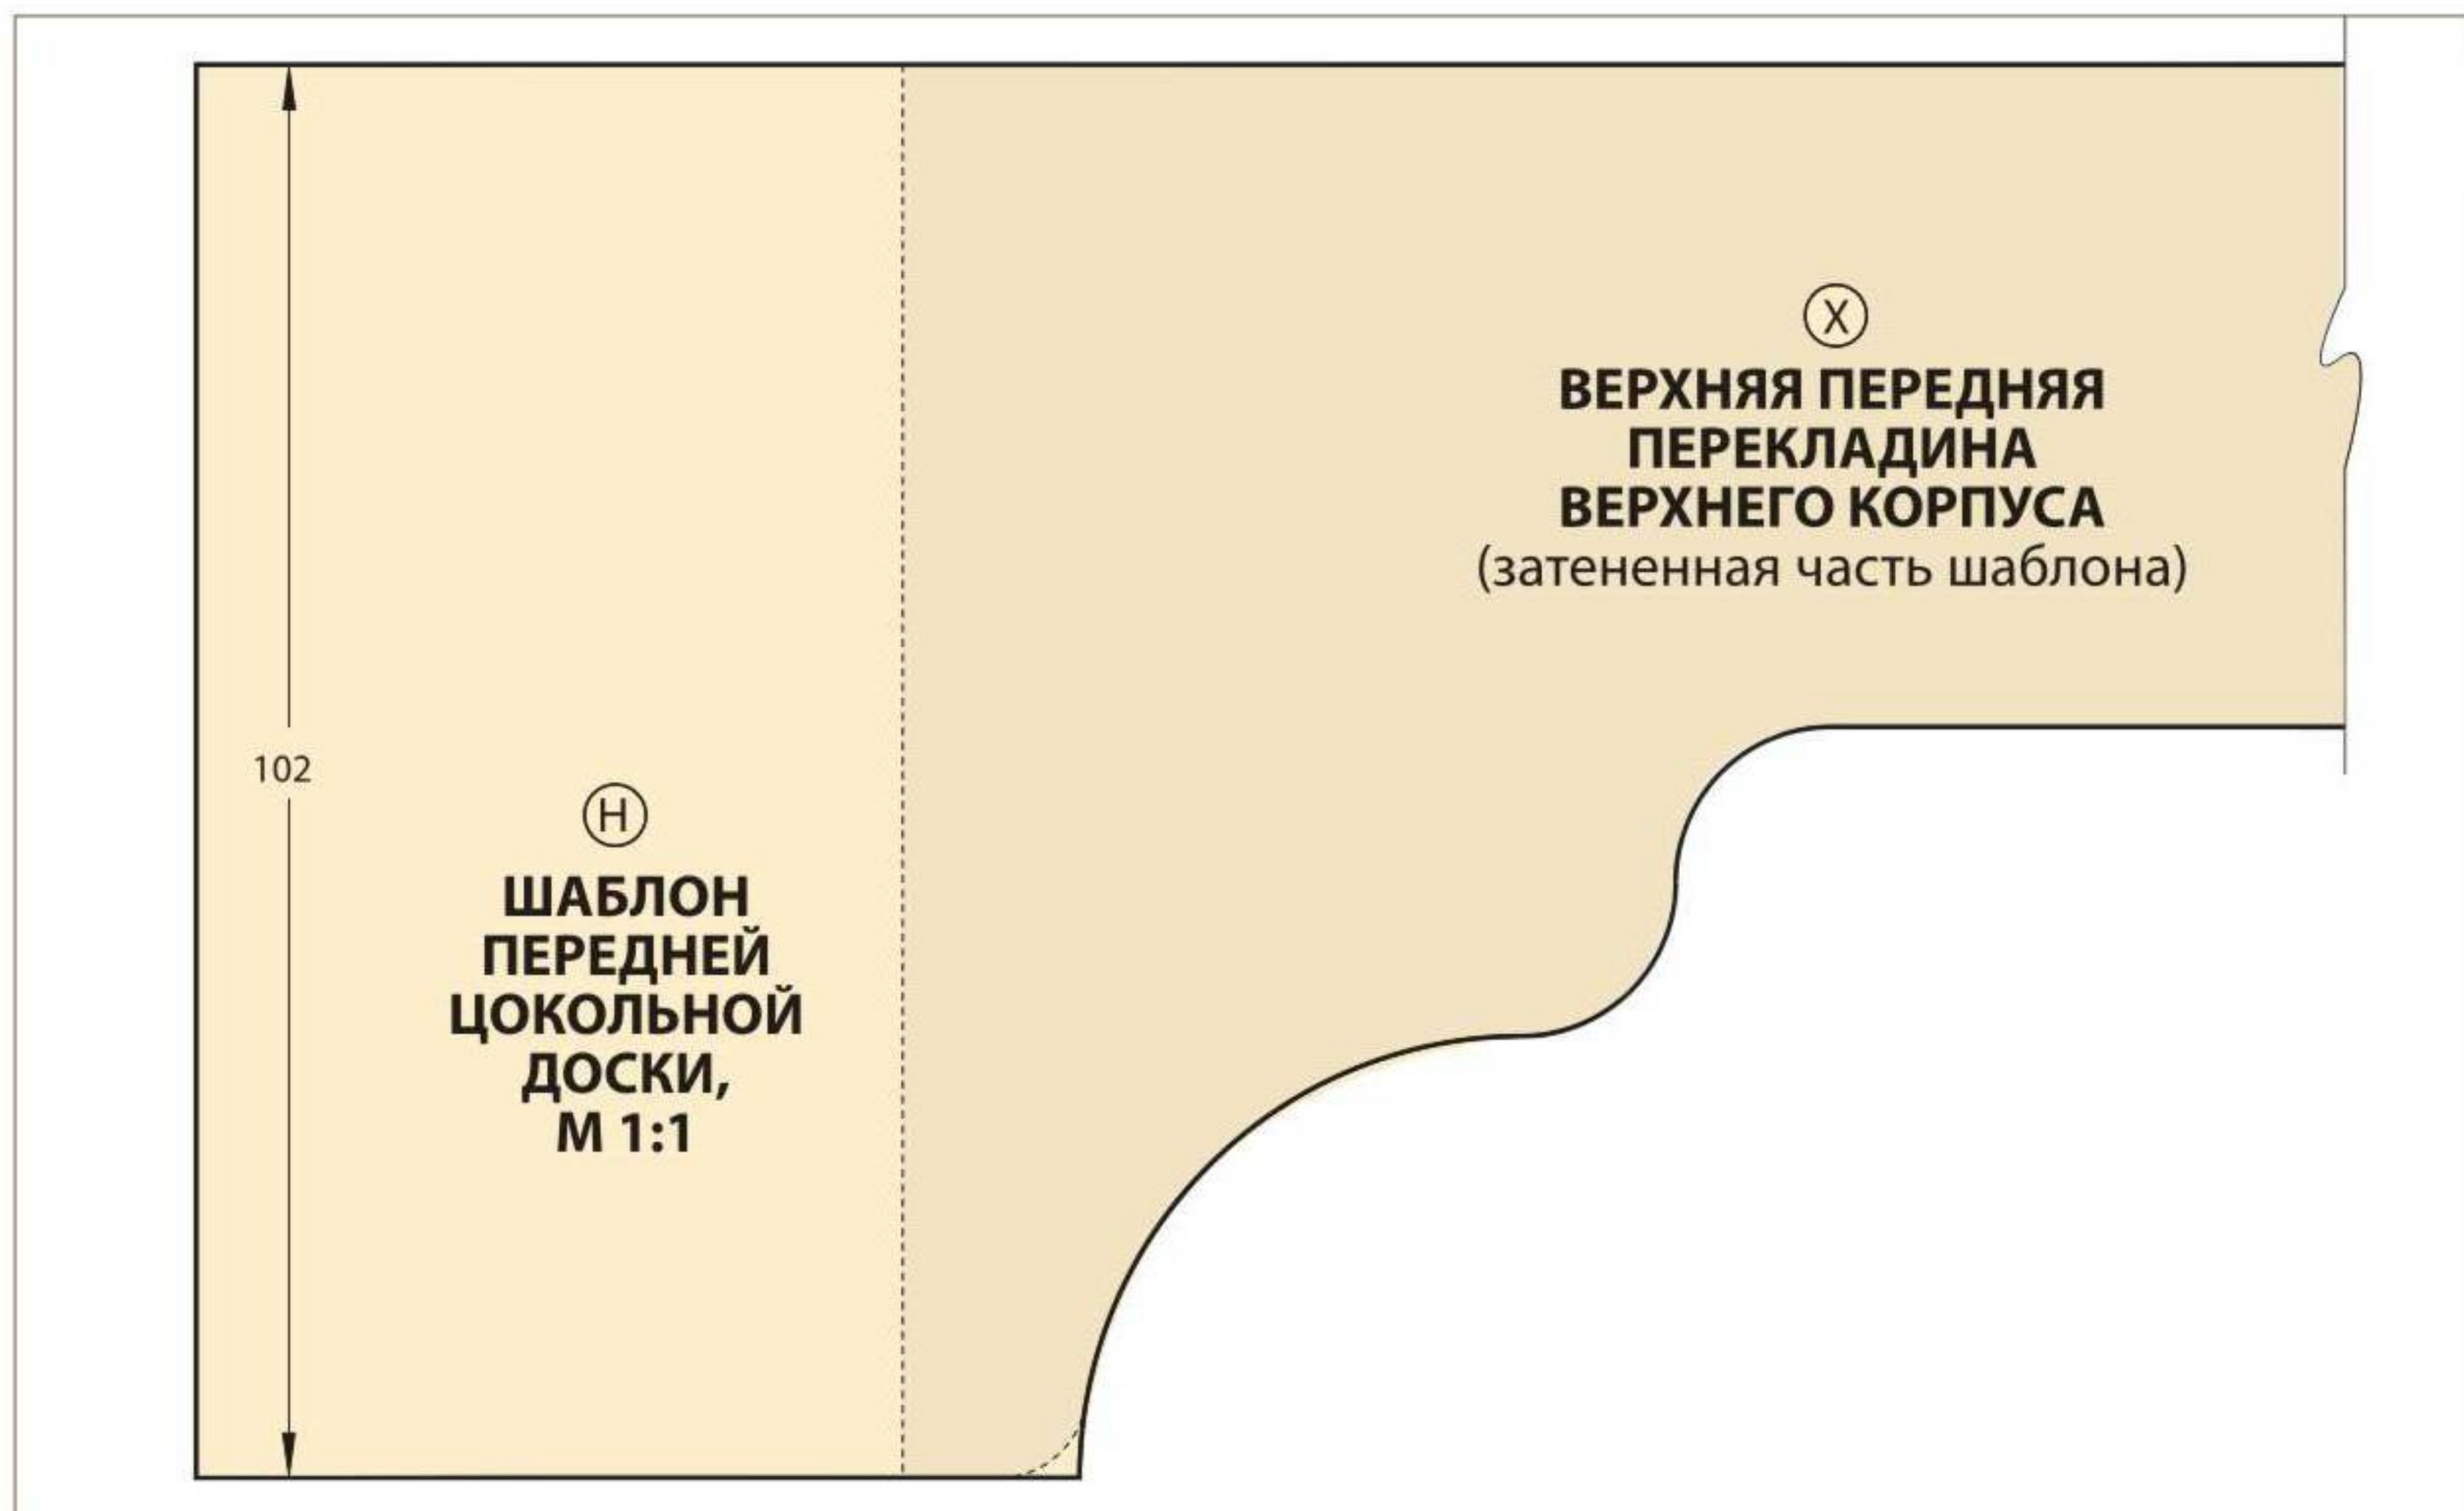 Х
ВЕРХНЯЯ ПЕРЕДНЯЯ
ПЕРЕКЛАДИНА
ВЕРХНЕГО КОРПУСА
(затененная часть шаблона)
102
Н
ШАБЛОН
ПЕРЕДНЕЙ
ЦОКОЛЬНОЙ
ДОСКИ,
М 1:1